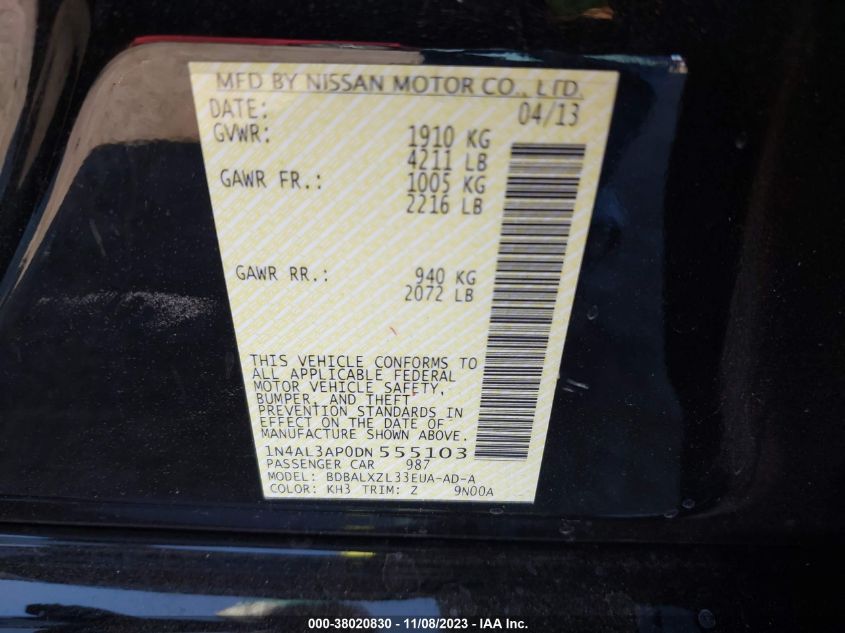 MFD BY NISSAN MOTOR CO., LTD.
DATE: 04/13
GVWR: 1910 KG
4211 LB
GAWR FR.: 1005 KG
2216 LB
GAWR RR.: 940 KG
2072 LB
THIS VEHICLE CONFORMS TO
ALL APPLICABLE FEDERAL
MOTOR VEHICLE SAFETY,
BUMPER, AND THEFT
PREVENTION STANDARDS IN
EFFECT ON THE DATE OF
MANUFACTURE SHOWN ABOVE.
1N4AL3AP0DN 555103
PASSENGER CAR 987
MODEL: BDBALXZL33EUA-AD-A
COLOR: KH3 TRIM: Z 9N00A
000-38020830 - 11/08/2023 - IAA Inc.